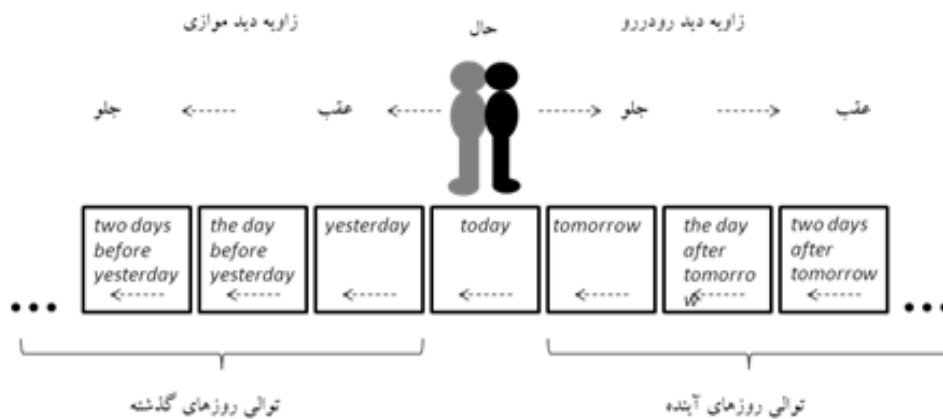 زاویه دید موازی
حال
زاویه دید رودررو
جلو
عقب
جلو
عقب
two days
before
yesterday
the day
before
yesterday
yesterday
today
tomorrow
the day
after
tomorro
w
two days
after
tomorrow
توالی روزهای گذشته
توالی روزهای آینده